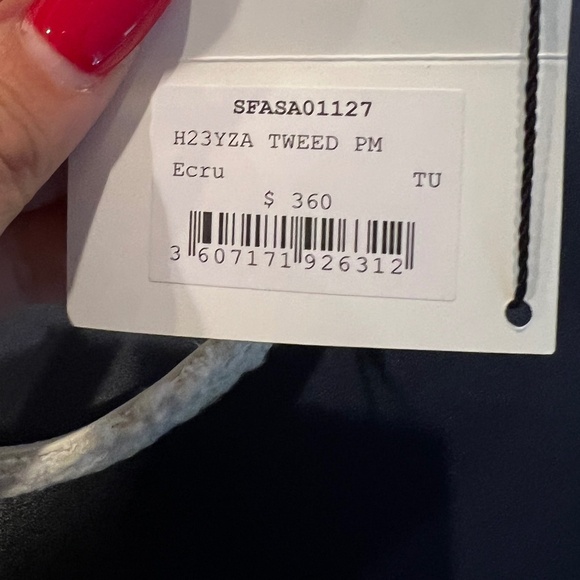 SFASA01127
H23YZA TWEED PM
Ecru TU
$ 360
3 607171 926312